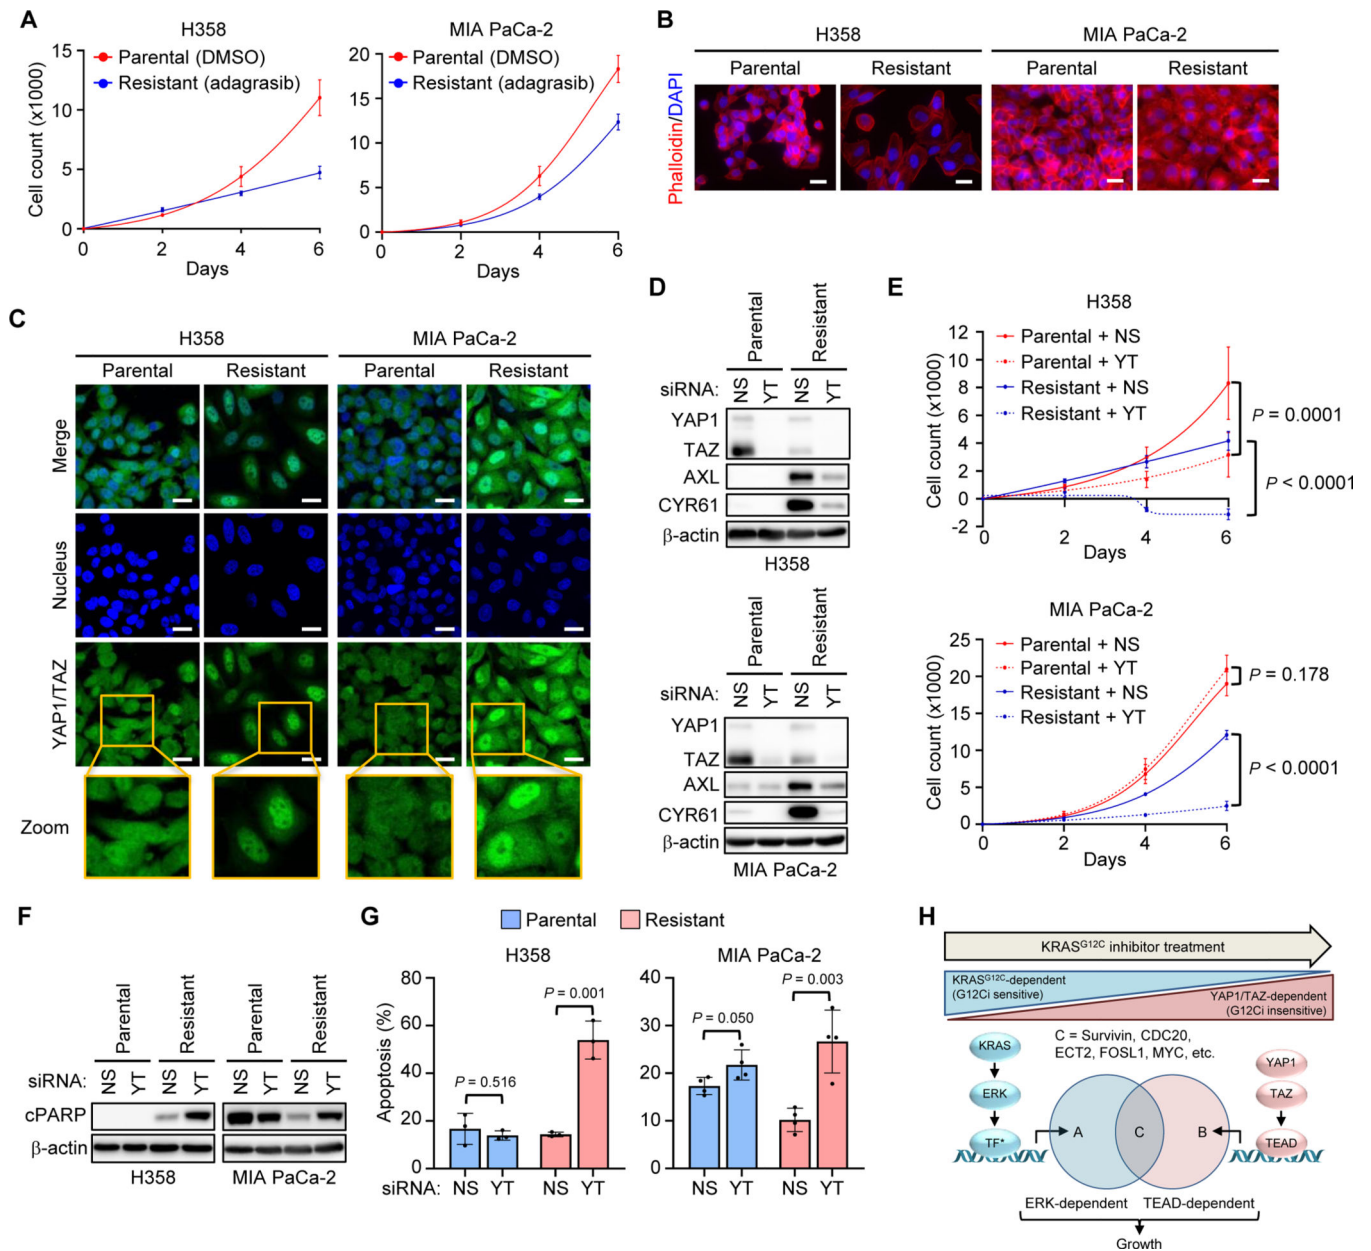 A
H358
MIA PaCa-2
Parental (DMSO)
Resistant (adagrasib)
Parental (DMSO)
Resistant (adagrasib)
Cell count (x1000)
15
10
5
0
0 2 4 6
Days
20
15
10
5
0
0 2 4 6
Days
B
H358
MIA PaCa-2
Parental
Resistant
Parental
Resistant
Phalloidin/DAPI
C
H358
MIA PaCa-2
Parental
Resistant
Parental
Resistant
Merge
Nucleus
YAP1/TAZ
Zoom
D
Parental
Resistant
siRNA: NS YT NS YT
YAP1
TAZ
AXL
CYR61
β-actin
H358
Parental
Resistant
siRNA: NS YT NS YT
YAP1
TAZ
AXL
CYR61
β-actin
MIA PaCa-2
E
H358
Parental + NS
Parental + YT
Resistant + NS
Resistant + YT
Cell count (x1000)
12
10
8
6
4
2
0
-2
0 2 4 6
Days
P = 0.0001
P < 0.0001
MIA PaCa-2
Parental + NS
Parental + YT
Resistant + NS
Resistant + YT
Cell count (x1000)
25
20
15
10
5
0
0 2 4 6
Days
P = 0.178
P < 0.0001
F
Parental
Resistant
Parental
Resistant
siRNA: NS YT NS YT NS YT NS YT
cPARP
β-actin
H358
MIA PaCa-2
G
Parental
Resistant
H358
MIA PaCa-2
Apoptosis (%)
80
60
40
20
0
P = 0.516
P = 0.001
siRNA: NS YT NS YT
40
30
20
10
0
P = 0.050
P = 0.003
NS YT NS YT
H
KRASᴳ¹²ᶜ inhibitor treatment
KRASᴳ¹²ᶜ-dependent
(G12Ci sensitive)
YAP1/TAZ-dependent
(G12Ci insensitive)
C = Survivin, CDC20,
ECT2, FOSL1, MYC, etc.
KRAS
ERK
TF*
YAP1
TAZ
TEAD
A
C
B
ERK-dependent
TEAD-dependent
Growth